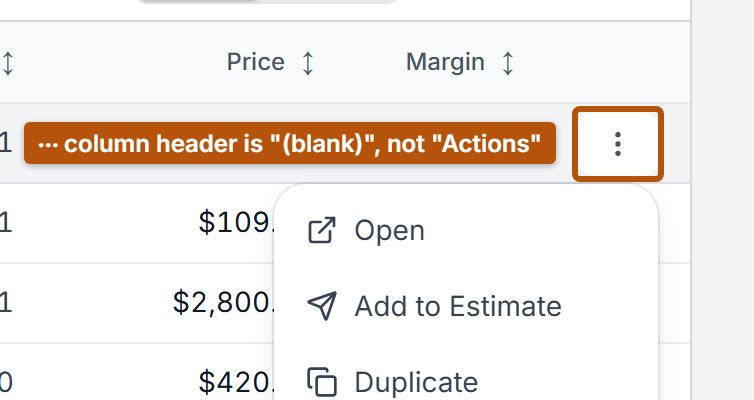 Price Margin
1 ··· column header is "(blank)", not "Actions"
1 $109.
Open
1 $2,800.
Add to Estimate
0 $420.
Duplicate